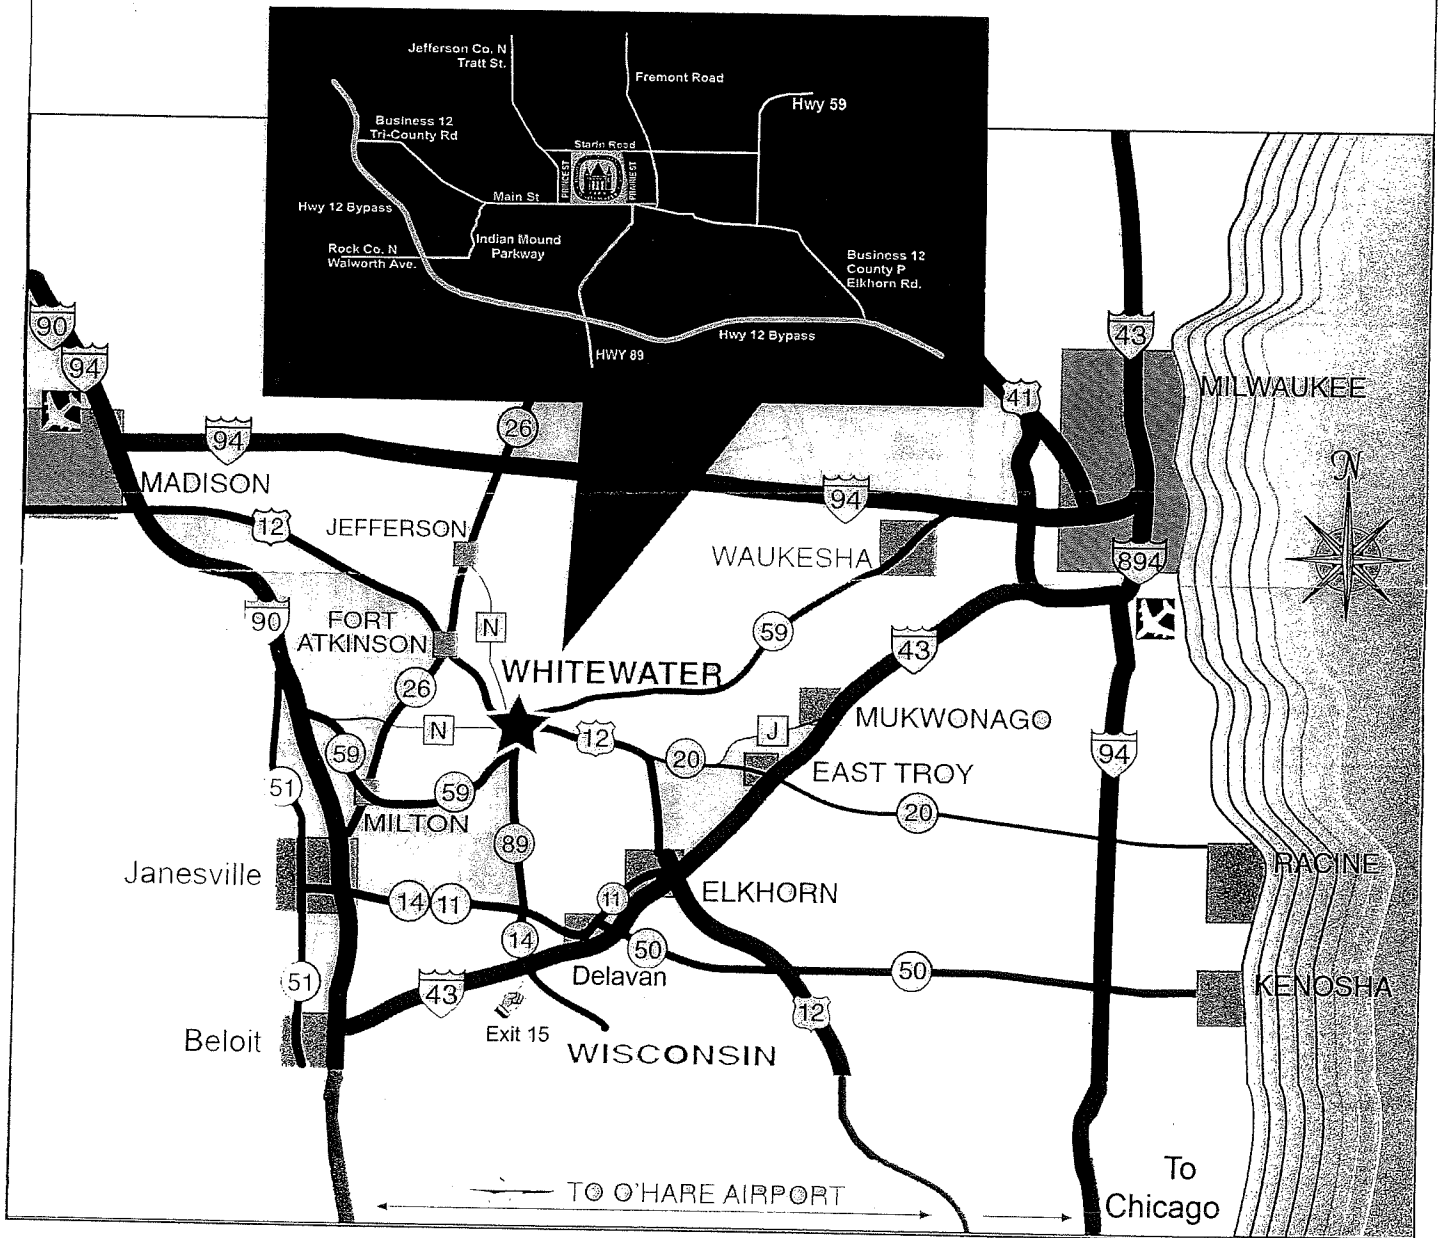 Jefferson Co. N
Tratt St.
Fremont Road
Hwy 59
Business 12
Tri-County Rd
Starin Road
PRINCE ST
PRAIRIE ST
Main St
Hwy 12 Bypass
Indian Mound
Parkway
Rock Co. N
Walworth Ave.
Business 12
County P
Elkhorn Rd.
Hwy 12 Bypass
HWY 89
90
94
43
41
MILWAUKEE
26
94
N
MADISON
94
12
JEFFERSON
WAUKESHA
894
90
FORT
ATKINSON
N
59
43
WHITEWATER
26
MUKWONAGO
N
12
J
59
20
94
EAST TROY
51
59
20
MILTON
89
RACINE
Janesville
ELKHORN
14
11
11
14
50
50
51
Delavan
43
KENOSHA
12
Exit 15
Beloit
WISCONSIN
To
Chicago
TO O'HARE AIRPORT